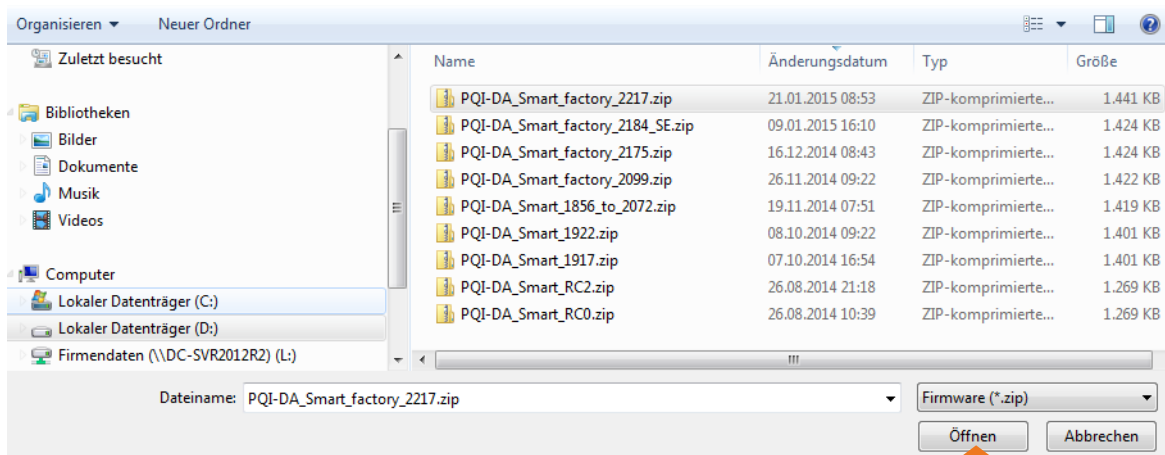 Organisieren Neuer Ordner
Zuletzt besucht
Bibliotheken
Bilder
Dokumente
Musik
Videos
Computer
Lokaler Datenträger (C:)
Lokaler Datenträger (D:)
Firmendaten (\\DC-SVR2012R2) (L:)
Name Änderungsdatum Typ Größe
PQI-DA_Smart_factory_2217.zip 21.01.2015 08:53 ZIP-komprimierte... 1.441 KB
PQI-DA_Smart_factory_2184_SE.zip 09.01.2015 16:10 ZIP-komprimierte... 1.424 KB
PQI-DA_Smart_factory_2175.zip 16.12.2014 08:43 ZIP-komprimierte... 1.424 KB
PQI-DA_Smart_factory_2099.zip 26.11.2014 09:22 ZIP-komprimierte... 1.422 KB
PQI-DA_Smart_1856_to_2072.zip 19.11.2014 07:51 ZIP-komprimierte... 1.419 KB
PQI-DA_Smart_1922.zip 08.10.2014 09:22 ZIP-komprimierte... 1.401 KB
PQI-DA_Smart_1917.zip 07.10.2014 16:54 ZIP-komprimierte... 1.401 KB
PQI-DA_Smart_RC2.zip 26.08.2014 21:18 ZIP-komprimierte... 1.269 KB
PQI-DA_Smart_RC0.zip 26.08.2014 10:39 ZIP-komprimierte... 1.269 KB
Dateiname: PQI-DA_Smart_factory_2217.zip Firmware (*.zip)
Öffnen Abbrechen